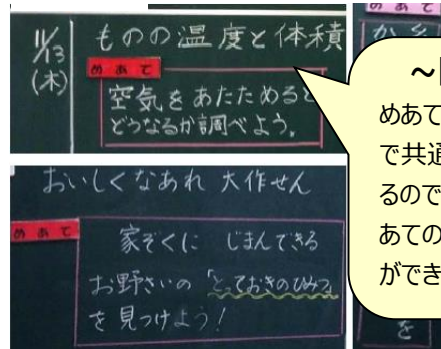 11/13
(木)
ものの温度と体積
めあて
空気をあたためると
どうなるか調べよう。
おいしくなあれ 大作せん
めあて
家ぞくに じまんできる
お野さいの「とっておきのひみつ」
を見つけよう!
めあて
めあて
で共通
るので
あての
ができ
を